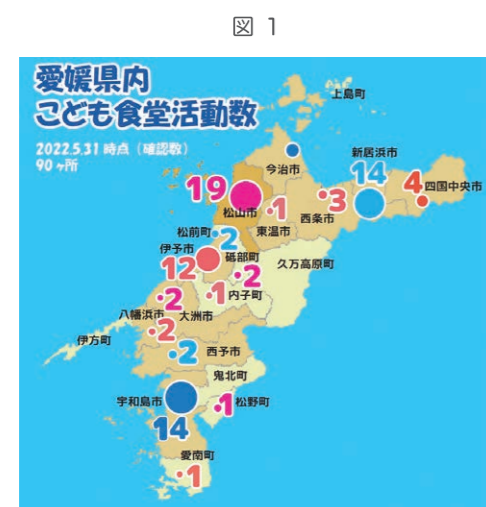 図 1
愛媛県内
こども食堂活動数
2022.5.31 時点（確認数）
90ヶ所
上島町
新居浜市
今治市
14
4
四国中央市
19
3
松山市
1
西条市
松前町
2
東温市
伊予市
砥部町
久万高原町
12
2
2
1
内子町
八幡浜市
大洲市
2
伊方町
2
西予市
鬼北町
宇和島市
1
松野町
14
愛南町
1